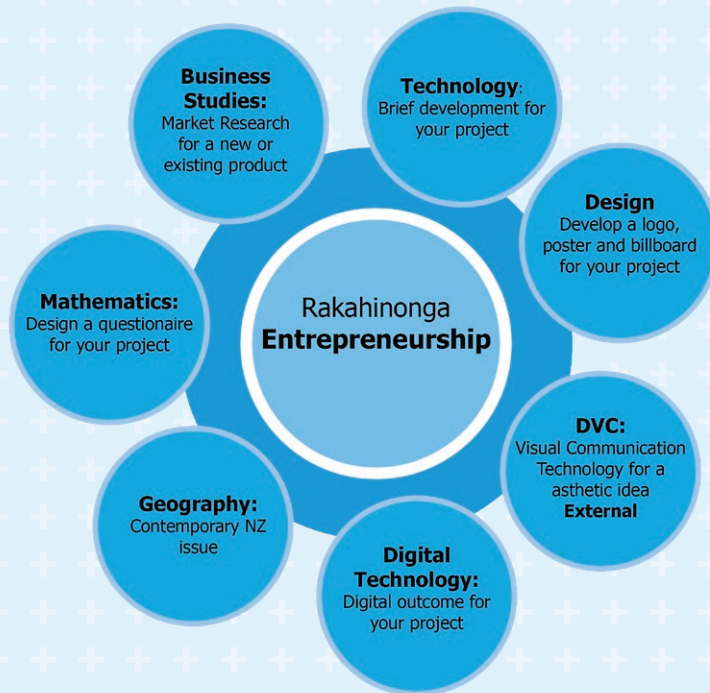 Business
Studies:
Market Research
for a new or
existing product
Technology:
Brief development for
your project
Design
Develop a logo,
poster and billboard
for your project
Mathematics:
Design a questionaire
for your project
Rakahinonga
Entrepreneurship
DVC:
Visual Communication
Technology for a
asthetic idea
External
Geography:
Contemporary NZ
issue
Digital
Technology:
Digital outcome for
your project